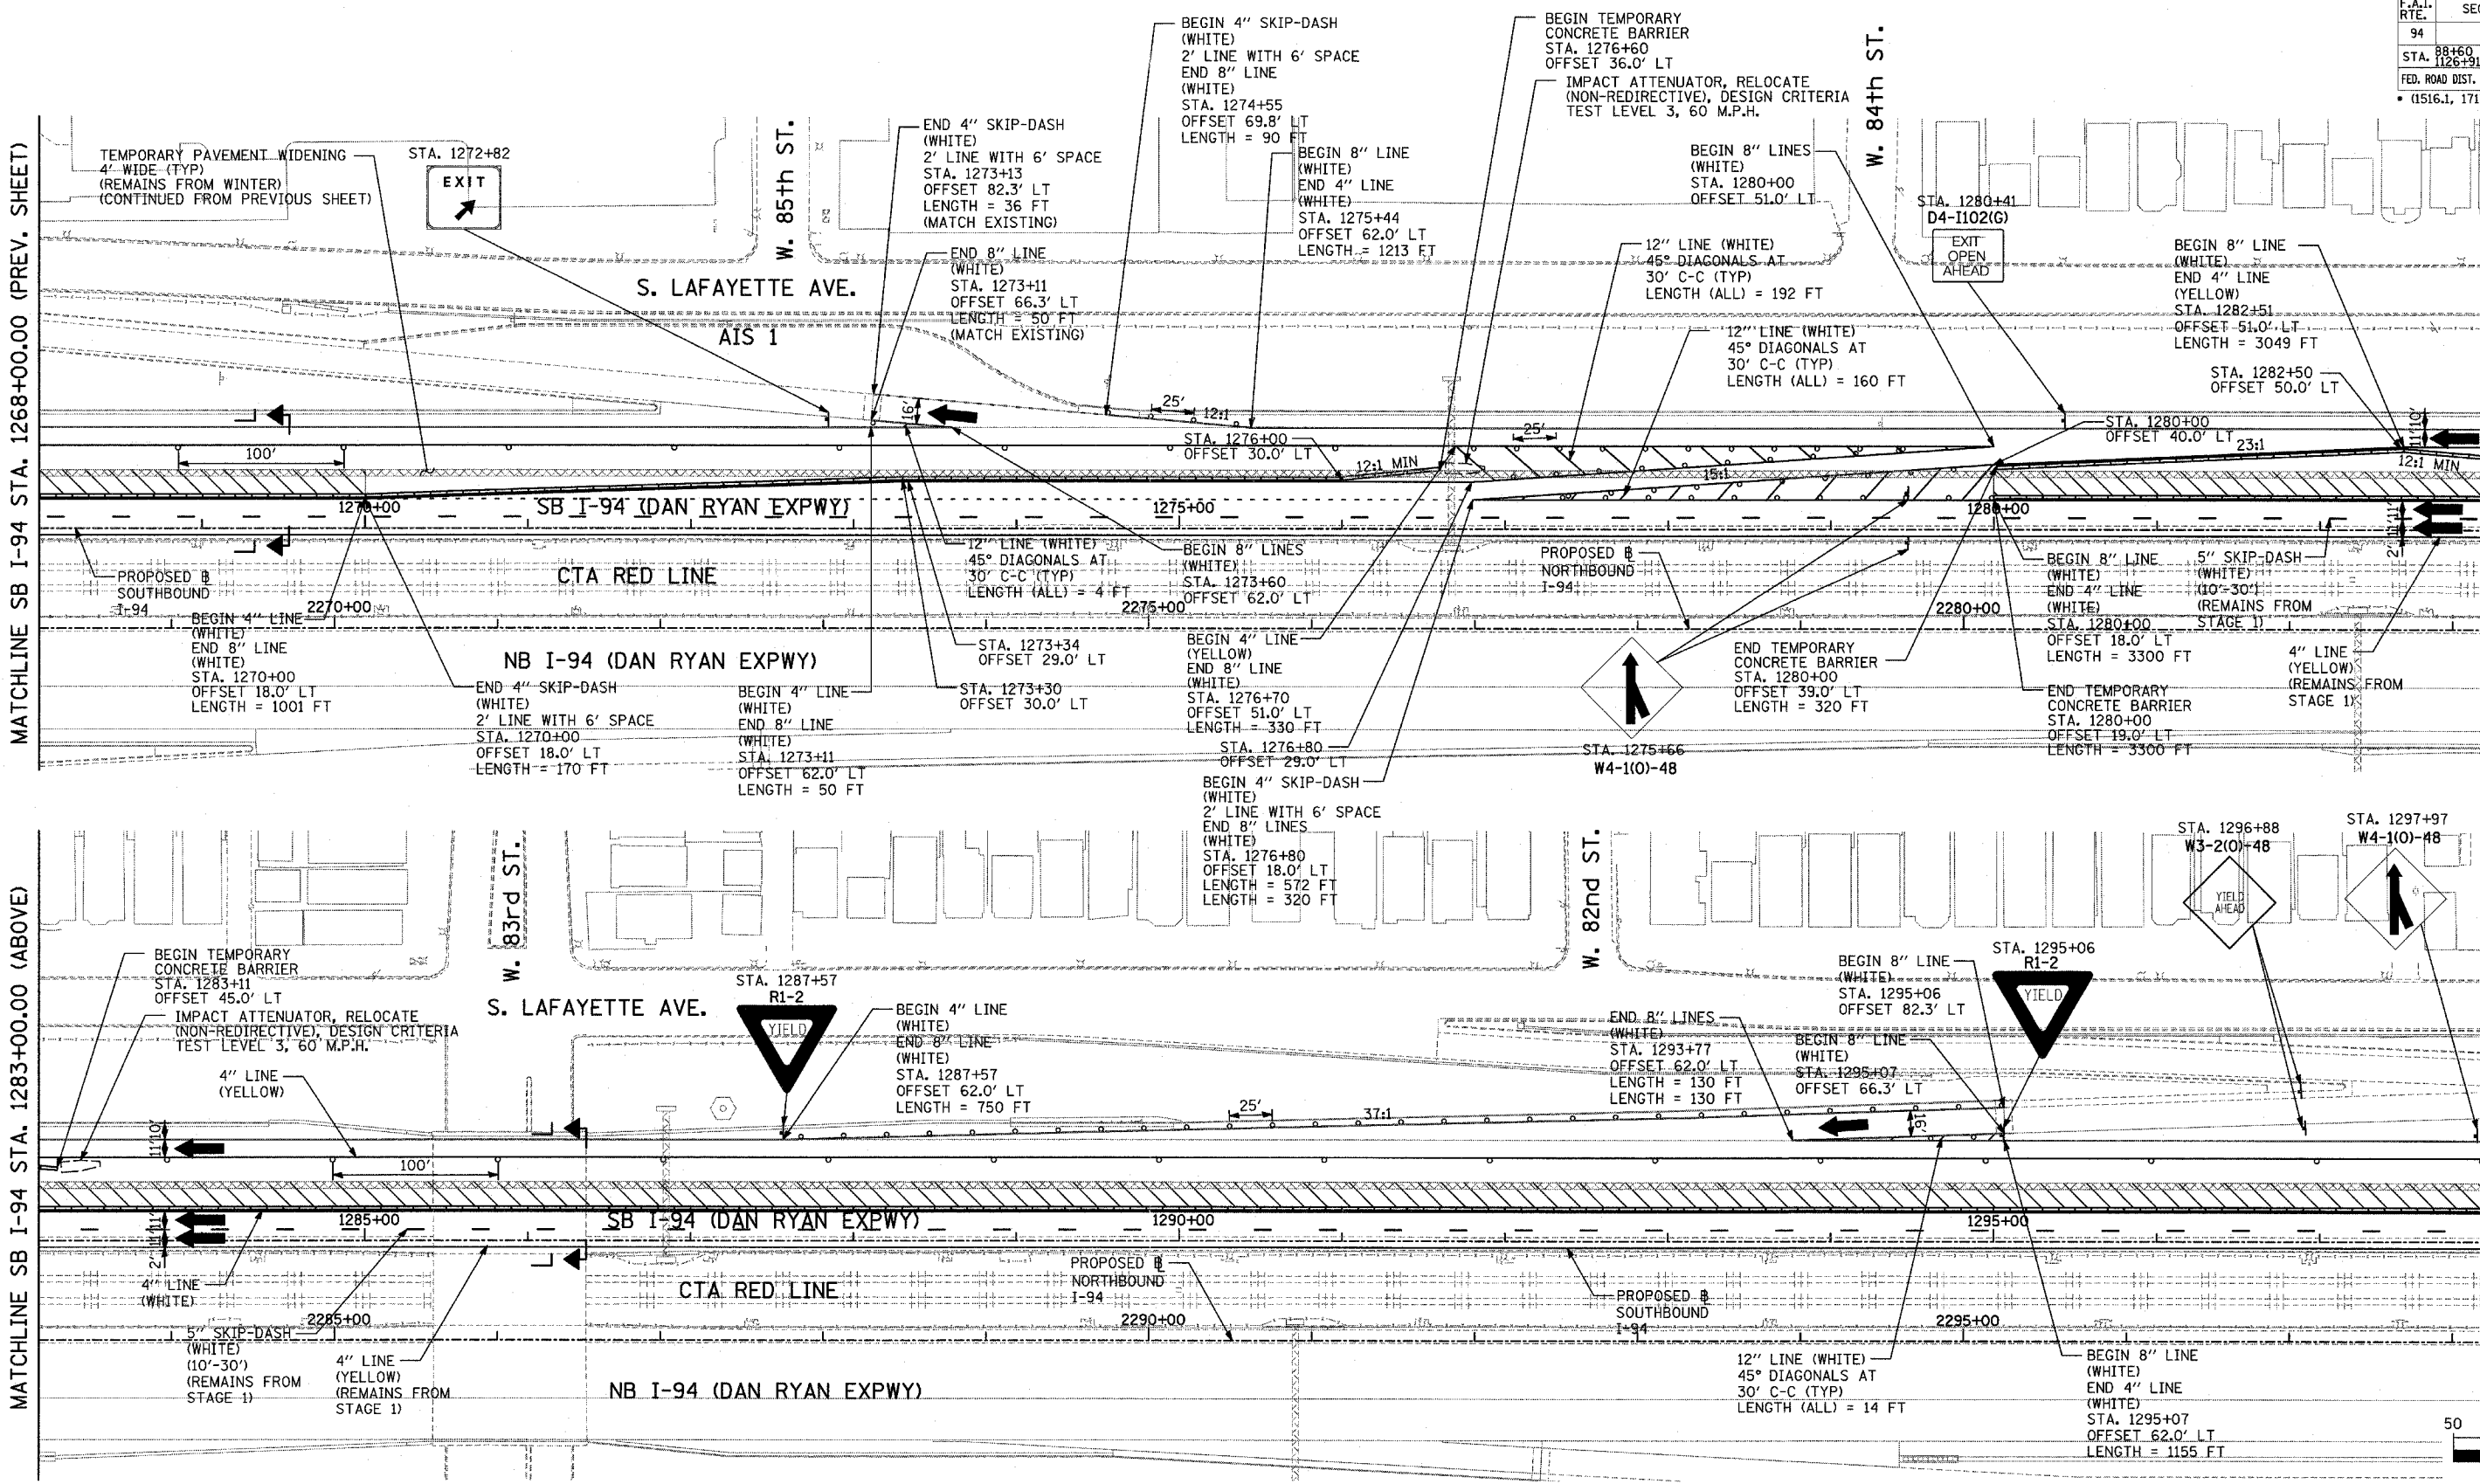 F.A.I.
RTE.
94
STA. 88+60
1126+91
FED. ROAD DIST.
• (1516.1, 171
MATCHLINE SB I-94 STA. 1268+00.00 (PREV. SHEET)
TEMPORARY PAVEMENT WIDENING
4' WIDE (TYP)
(REMAINS FROM WINTER)
(CONTINUED FROM PREVIOUS SHEET)
STA. 1272+82
EXIT
W. 85th ST.
END 4" SKIP-DASH
(WHITE)
2' LINE WITH 6' SPACE
STA. 1273+13
OFFSET 82.3' LT
LENGTH = 36 FT
(MATCH EXISTING)
END 8" LINE
(WHITE)
STA. 1273+11
OFFSET 66.3' LT
LENGTH = 50 FT
(MATCH EXISTING)
BEGIN 4" SKIP-DASH
(WHITE)
2' LINE WITH 6' SPACE
END 8" LINE
(WHITE)
STA. 1274+55
OFFSET 69.8' LT
LENGTH = 90 FT
BEGIN 8" LINE
(WHITE)
END 4" LINE
(WHITE)
STA. 1275+44
OFFSET 62.0' LT
LENGTH = 1213 FT
BEGIN TEMPORARY
CONCRETE BARRIER
STA. 1276+60
OFFSET 36.0' LT
IMPACT ATTENUATOR, RELOCATE
(NON-REDIRECTIVE), DESIGN CRITERIA
TEST LEVEL 3, 60 M.P.H.
W. 84th ST.
BEGIN 8" LINES
(WHITE)
STA. 1280+00
OFFSET 51.0' LT
STA. 1280+41
D4-I102(G)
EXIT
OPEN
AHEAD
12" LINE (WHITE)
45° DIAGONALS AT
30' C-C (TYP)
LENGTH (ALL) = 192 FT
12" LINE (WHITE)
45° DIAGONALS AT
30' C-C (TYP)
LENGTH (ALL) = 160 FT
BEGIN 8" LINE
(WHITE)
END 4" LINE
(YELLOW)
STA. 1282+51
OFFSET 51.0' LT
LENGTH = 3049 FT
STA. 1282+50
OFFSET 50.0' LT
S. LAFAYETTE AVE.
AIS 1
16'
25'
12:1
100'
STA. 1276+00
OFFSET 30.0' LT
12:1 MIN
25'
15:1
STA. 1280+00
OFFSET 40.0' LT
23:1
11' 10'
12:1 MIN
1270+00
SB I-94 (DAN RYAN EXPWY)
1275+00
1280+00
2' 11' 11'
PROPOSED ℄
SOUTHBOUND
I-94
CTA RED LINE
12" LINE (WHITE)
45° DIAGONALS AT
30' C-C (TYP)
LENGTH (ALL) = 4 FT
BEGIN 8" LINES
(WHITE)
STA. 1273+60
OFFSET 62.0' LT
PROPOSED ℄
NORTHBOUND
I-94
BEGIN 8" LINE
(WHITE)
END 4" LINE
(WHITE)
STA. 1280+00
OFFSET 18.0' LT
LENGTH = 3300 FT
5" SKIP-DASH
(WHITE)
(10'-30')
(REMAINS FROM
STAGE 1)
2270+00
2275+00
2280+00
BEGIN 4" LINE
(WHITE)
END 8" LINE
(WHITE)
STA. 1270+00
OFFSET 18.0' LT
LENGTH = 1001 FT
NB I-94 (DAN RYAN EXPWY)
END 4" SKIP-DASH
(WHITE)
2' LINE WITH 6' SPACE
STA. 1270+00
OFFSET 18.0' LT
LENGTH = 170 FT
BEGIN 4" LINE
(WHITE)
END 8" LINE
(WHITE)
STA. 1273+11
OFFSET 62.0' LT
LENGTH = 50 FT
STA. 1273+34
OFFSET 29.0' LT
STA. 1273+30
OFFSET 30.0' LT
BEGIN 4" LINE
(YELLOW)
END 8" LINE
(WHITE)
STA. 1276+70
OFFSET 51.0' LT
LENGTH = 330 FT
STA. 1276+80
OFFSET 29.0' LT
BEGIN 4" SKIP-DASH
(WHITE)
2' LINE WITH 6' SPACE
END 8" LINES
(WHITE)
STA. 1276+80
OFFSET 18.0' LT
LENGTH = 572 FT
LENGTH = 320 FT
STA. 1275+66
W4-1(O)-48
END TEMPORARY
CONCRETE BARRIER
STA. 1280+00
OFFSET 39.0' LT
LENGTH = 320 FT
END TEMPORARY
CONCRETE BARRIER
STA. 1280+00
OFFSET 19.0' LT
LENGTH = 3300 FT
4" LINE
(YELLOW)
(REMAINS FROM
STAGE 1)
MATCHLINE SB I-94 STA. 1283+00.00 (ABOVE)
BEGIN TEMPORARY
CONCRETE BARRIER
STA. 1283+11
OFFSET 45.0' LT
IMPACT ATTENUATOR, RELOCATE
(NON-REDIRECTIVE), DESIGN CRITERIA
TEST LEVEL 3, 60 M.P.H.
4" LINE
(YELLOW)
W. 83rd ST.
S. LAFAYETTE AVE.
STA. 1287+57
R1-2
YIELD
BEGIN 4" LINE
(WHITE)
END 8" LINE
(WHITE)
STA. 1287+57
OFFSET 62.0' LT
LENGTH = 750 FT
W. 82nd ST.
END 8" LINES
(WHITE)
STA. 1293+77
OFFSET 62.0' LT
LENGTH = 130 FT
LENGTH = 130 FT
BEGIN 8" LINE
(WHITE)
STA. 1295+06
OFFSET 82.3' LT
BEGIN 8" LINE
(WHITE)
STA. 1295+07
OFFSET 66.3' LT
STA. 1295+06
R1-2
YIELD
STA. 1296+88
W3-2(O)-48
YIELD
AHEAD
STA. 1297+97
W4-1(O)-48
11' 10'
100'
25'
37:1
16'
1285+00
SB I-94 (DAN RYAN EXPWY)
1290+00
1295+00
2' 11' 11'
4" LINE
(WHITE)
CTA RED LINE
PROPOSED ℄
NORTHBOUND
I-94
PROPOSED ℄
SOUTHBOUND
I-94
2285+00
2290+00
2295+00
5" SKIP-DASH
(WHITE)
(10'-30')
(REMAINS FROM
STAGE 1)
4" LINE
(YELLOW)
(REMAINS FROM
STAGE 1)
NB I-94 (DAN RYAN EXPWY)
12" LINE (WHITE)
45° DIAGONALS AT
30' C-C (TYP)
LENGTH (ALL) = 14 FT
BEGIN 8" LINE
(WHITE)
END 4" LINE
(WHITE)
STA. 1295+07
OFFSET 62.0' LT
LENGTH = 1155 FT
50